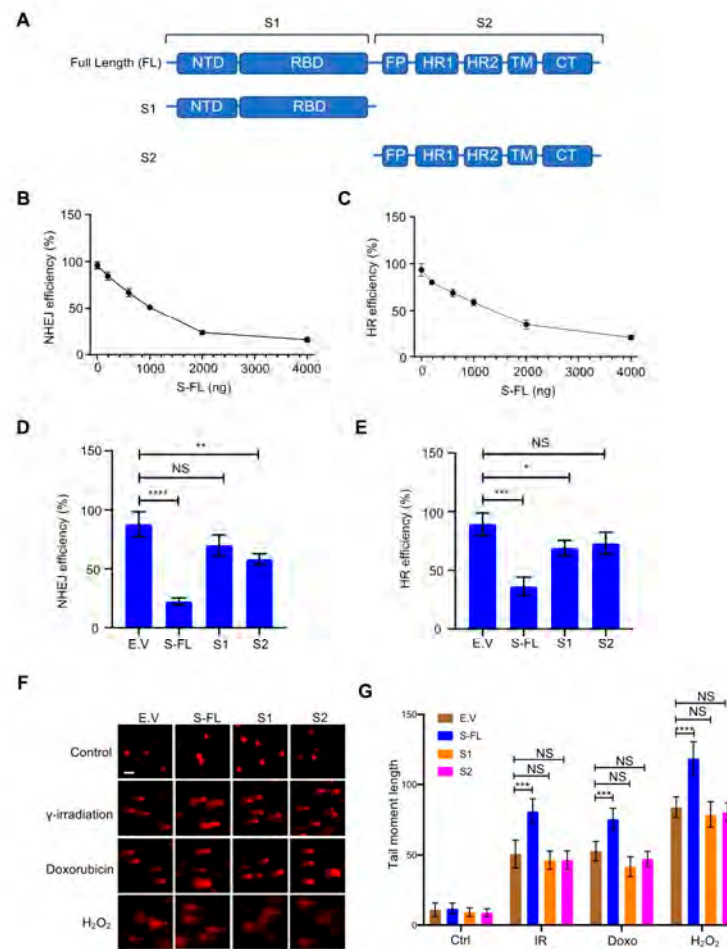 A
S1 S2
Full Length (FL) NTD RBD FP HR1 HR2 TM CT
S1 NTD RBD
S2 FP HR1 HR2 TM CT
B
NHEJ efficiency (%)
150
100
50
0
0 1000 2000 3000 4000
S-FL (ng)
C
HR efficiency (%)
150
100
50
0
0 1000 2000 3000 4000
S-FL (ng)
D
NHEJ efficiency (%)
150
100
50
0
**
NS
****
E.V S-FL S1 S2
E
HR efficiency (%)
150
100
50
0
NS
*
***
E.V S-FL S1 S2
F
E.V S-FL S1 S2
Control
γ-irradiation
Doxorubicin
H₂O₂
G
Tail moment length
150
100
50
0
E.V
S-FL
S1
S2
NS
NS
***
NS
NS
***
NS
NS
****
Ctrl IR Doxo H₂O₂